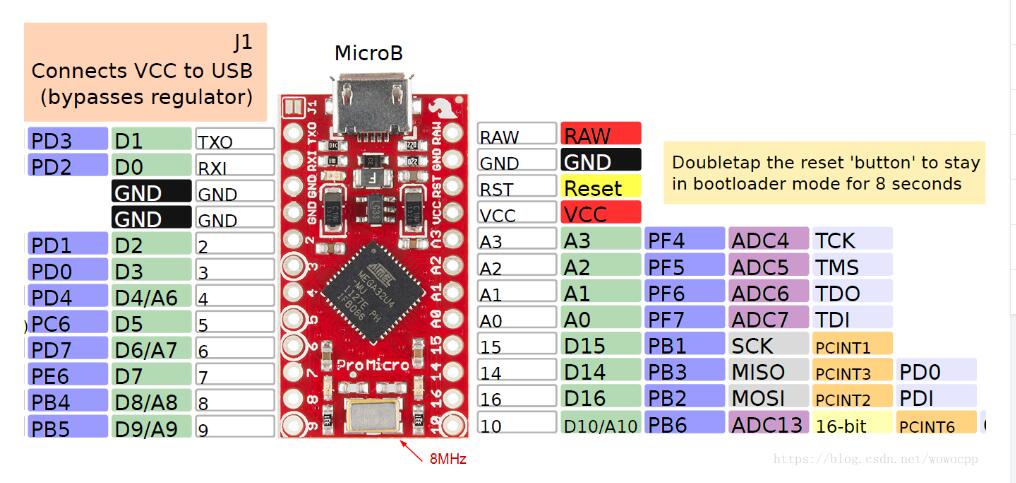 J1
Connects VCC to USB
(bypasses regulator)
MicroB
PD3 D1 TXO
PD2 D0 RXI
GND GND
GND GND
PD1 D2 2
PD0 D3 3
PD4 D4/A6 4
)PC6 D5 5
PD7 D6/A7 6
PE6 D7 7
PB4 D8/A8 8
PB5 D9/A9 9
J1
TXO RAW
RXI GND
GND RST
GND VCC
2 A3
3 A2
4 A1
5 A0
6 15
7 14
8 16
9 10
ATMEL
MEGA32U4
ProMicro
8MHz
RAW RAW
GND GND
RST Reset
VCC VCC
A3 A3 PF4 ADC4 TCK
A2 A2 PF5 ADC5 TMS
A1 A1 PF6 ADC6 TDO
A0 A0 PF7 ADC7 TDI
15 D15 PB1 SCK PCINT1
14 D14 PB3 MISO PCINT3 PD0
16 D16 PB2 MOSI PCINT2 PDI
10 D10/A10 PB6 ADC13 16-bit PCINT6
Doubletap the reset 'button' to stay
in bootloader mode for 8 seconds
https://blog.csdn.net/wowocpp